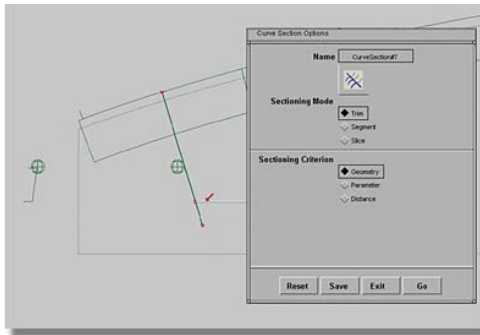 Curve Section Options
Name CurveSection#7
Sectioning Mode
Trim
Segment
Slice
Sectioning Criterion
Geometry
Parameter
Distance
Reset Save Exit Go